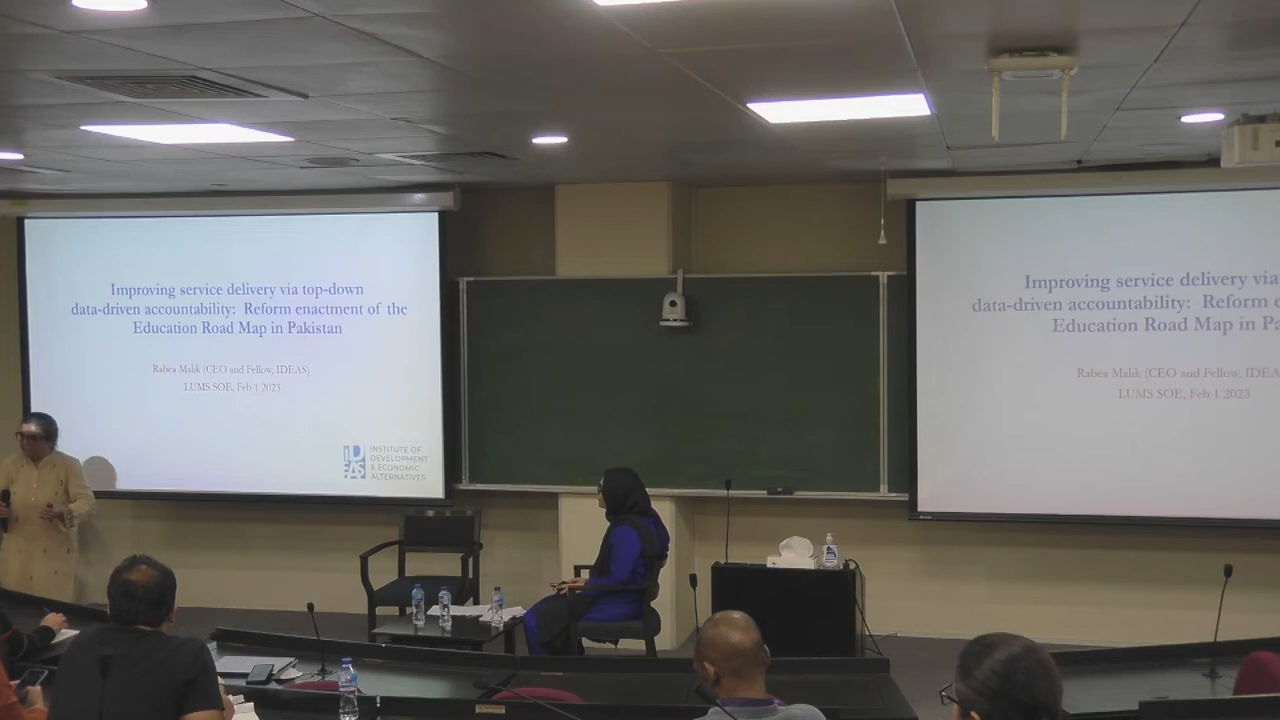 Improving service delivery via top-down
data-driven accountability: Reform enactment of the
Education Road Map in Pakistan
Rabea Malik (CEO and Fellow, IDEAS)
LUMS SOE, Feb 1 2023
IDEAS
INSTITUTE OF
DEVELOPMENT
& ECONOMIC
ALTERNATIVES
Improving service delivery via
data-driven accountability: Reform
Education Road Map in Pa
Rabea Malik (CEO and Fellow, IDEA
LUMS SOE, Feb 1 2023